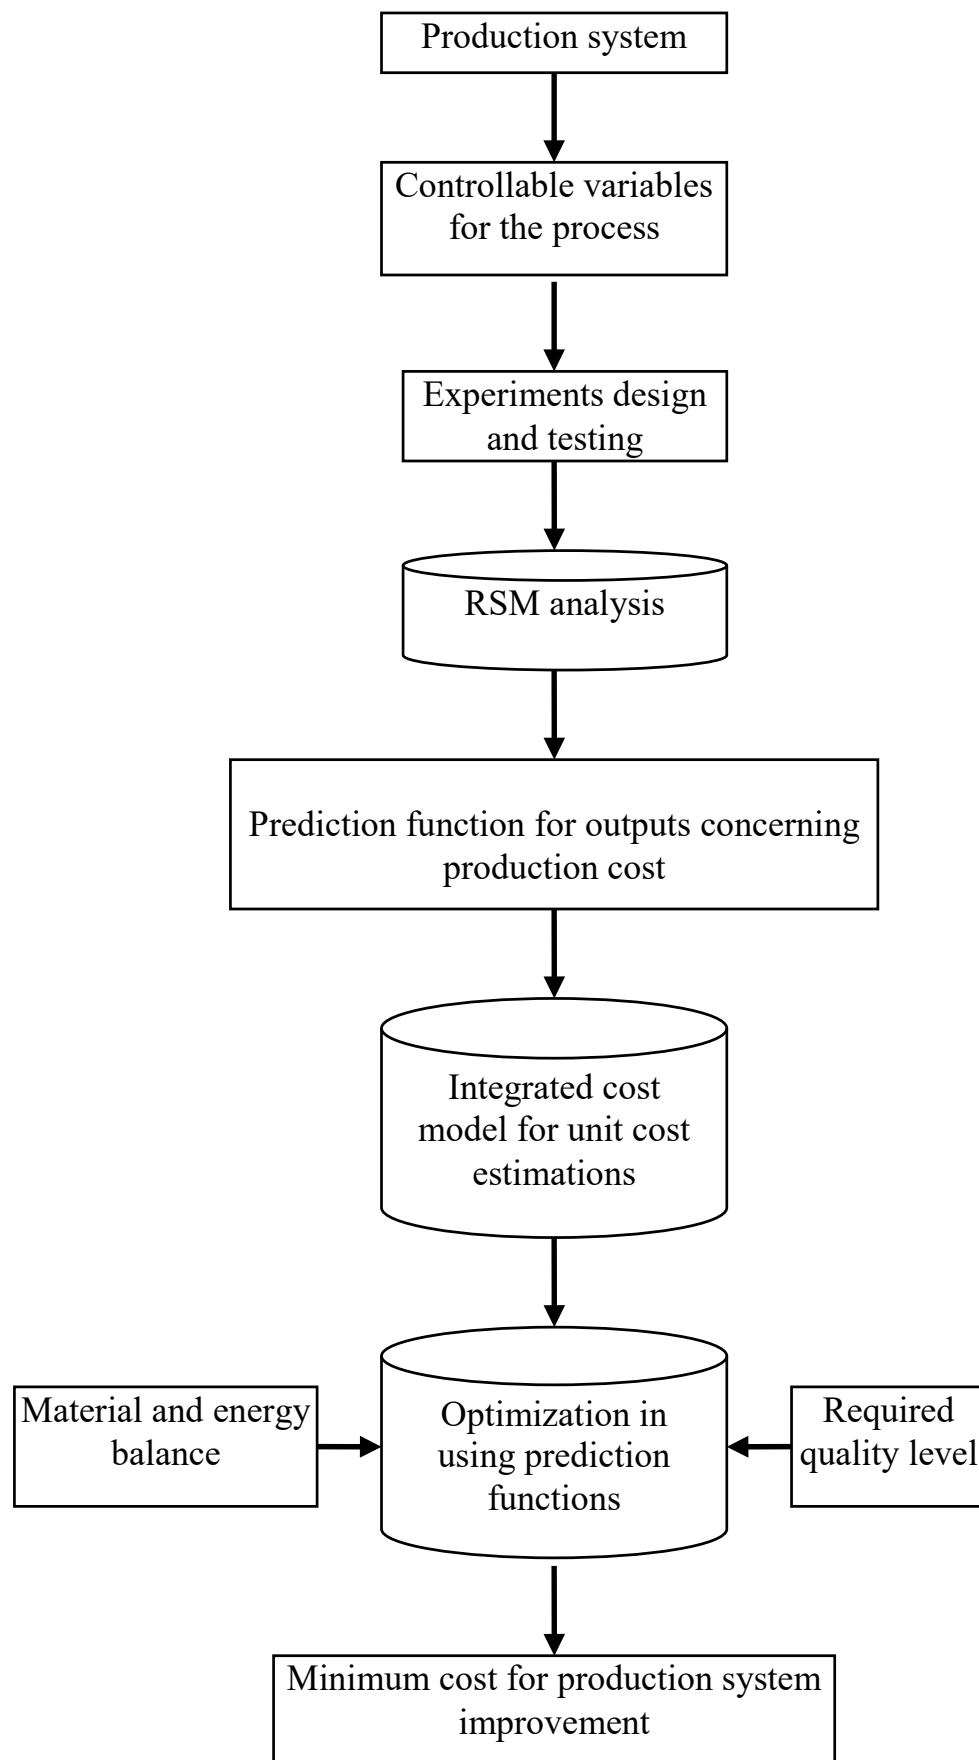 Production system
Controllable variables
for the process
Experiments design
and testing
RSM analysis
Prediction function for outputs concerning
production cost
Integrated cost
model for unit cost
estimations
Material and energy
balance
Optimization in
using prediction
functions
Required
quality level
Minimum cost for production system
improvement